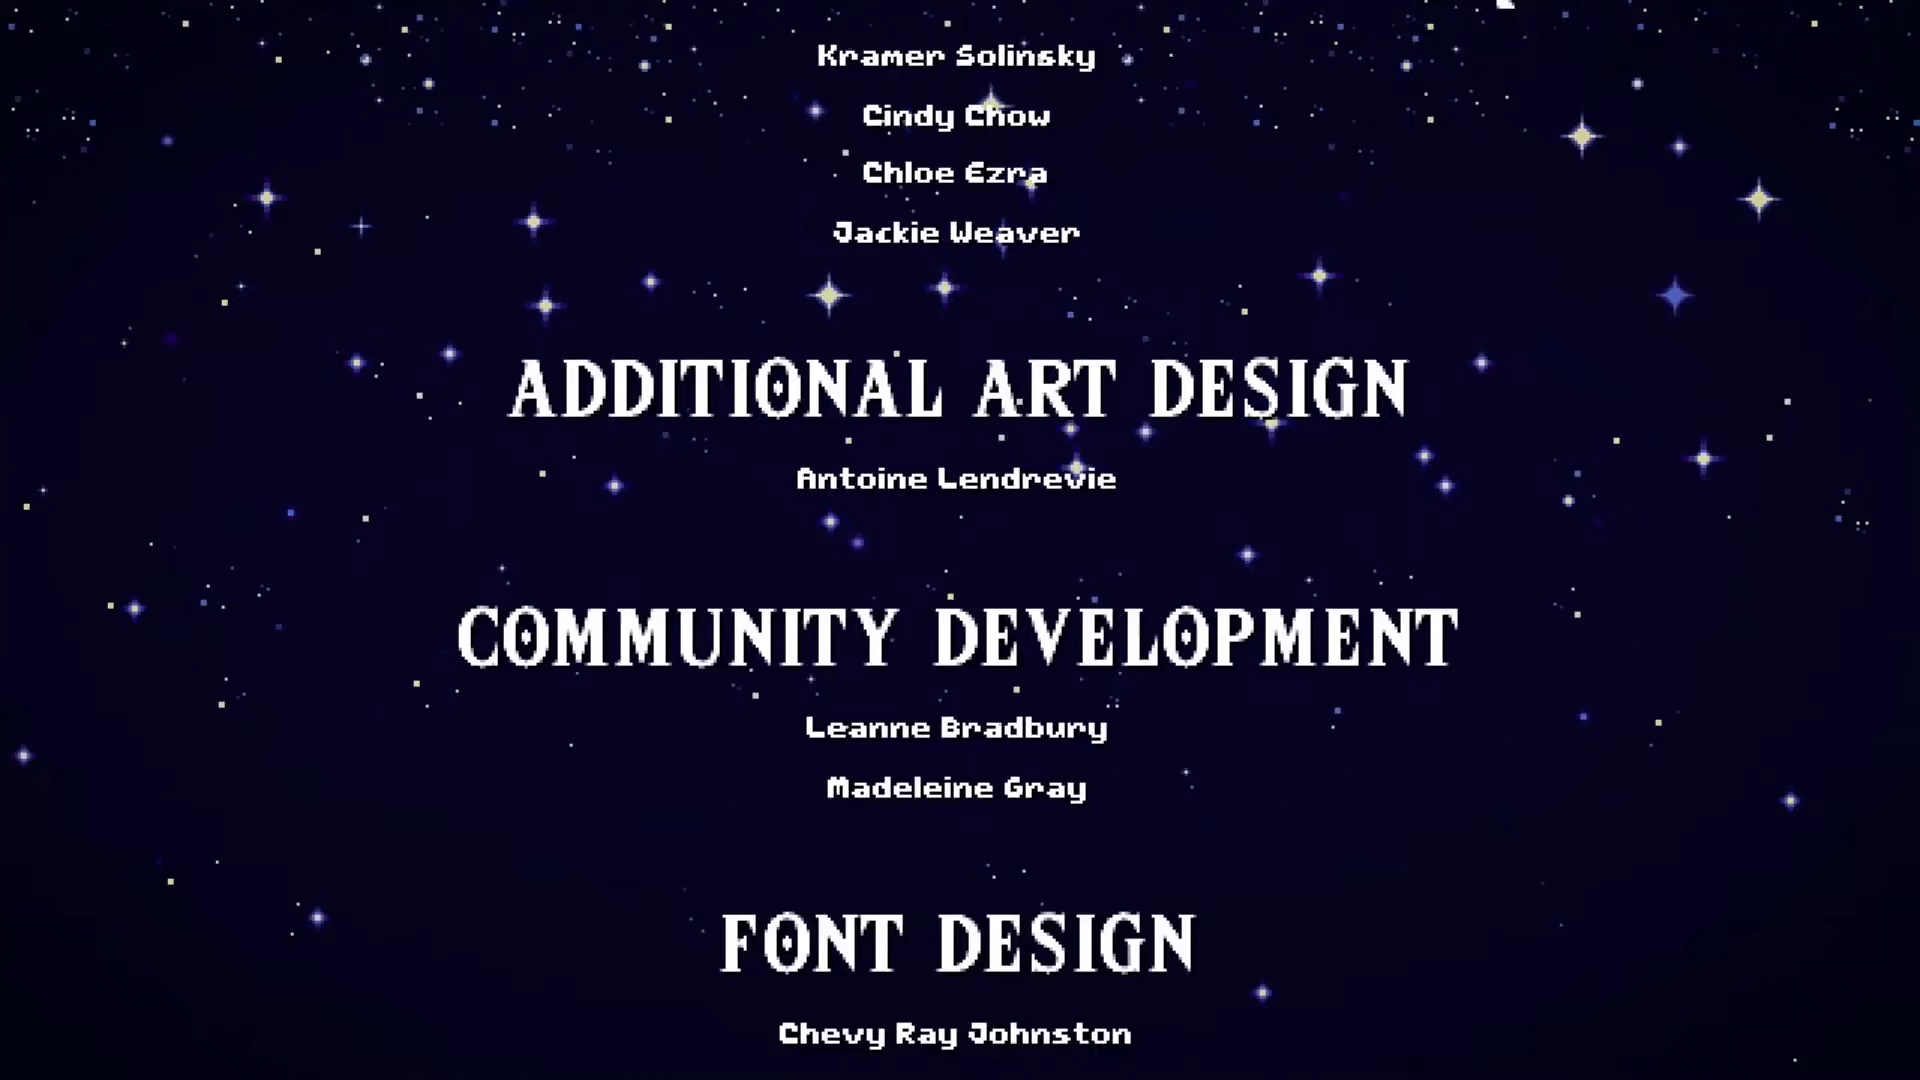 Kramer Solinsky
Cindy Chow
Chloe Ezra
Jackie Weaver
ADDITIONAL ART DESIGN
Antoine Lendrevie
COMMUNITY DEVELOPMENT
Leanne Bradbury
Madeleine Gray
FONT DESIGN
Chevy Ray Johnston